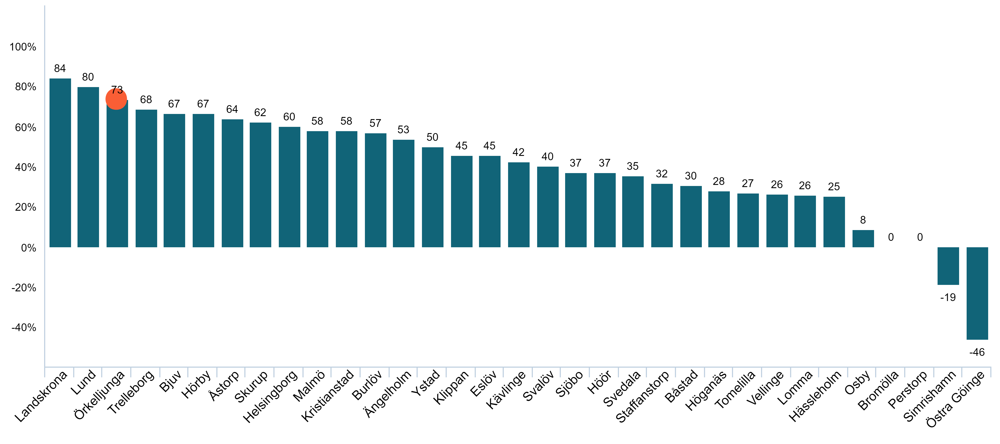 100%
80%
60%
40%
20%
0%
-20%
-40%
84
80
73
68
67
67
64
62
60
58
58
57
53
50
45
45
42
40
37
37
35
32
30
28
27
26
26
25
8
0
0
-19
-46
Landskrona
Lund
Örkelljunga
Trelleborg
Bjuv
Hörby
Åstorp
Skurup
Helsingborg
Malmö
Kristianstad
Burlöv
Ängelholm
Ystad
Klippan
Eslöv
Kävlinge
Svalöv
Sjöbo
Höör
Svedala
Staffanstorp
Båstad
Höganäs
Tomelilla
Vellinge
Lomma
Hässleholm
Osby
Bromölla
Perstorp
Simrishamn
Östra Göinge